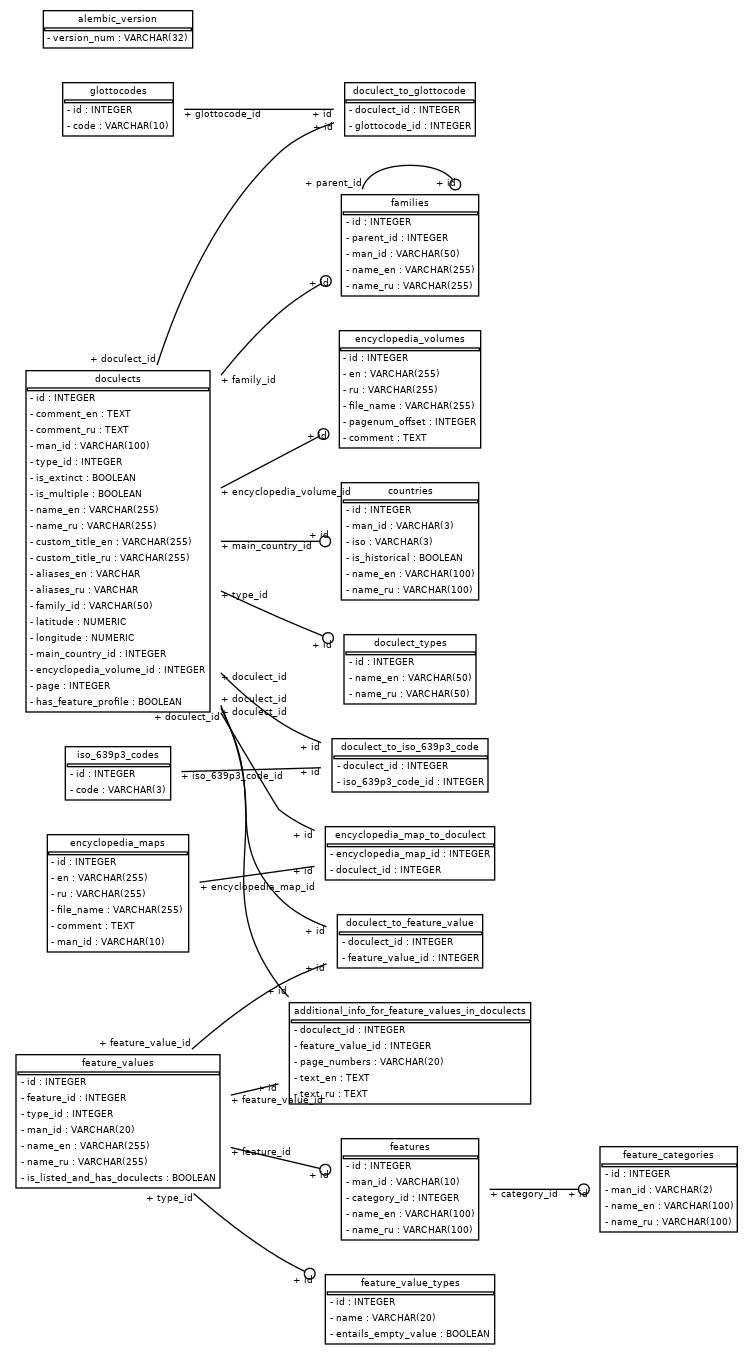 alembic_version
- version_num : VARCHAR(32)
glottocodes
- id : INTEGER
- code : VARCHAR(10)
+ glottocode_id
+ id
+ id
doculect_to_glottocode
- doculect_id : INTEGER
- glottocode_id : INTEGER
+ parent_id
+ id
families
- id : INTEGER
- parent_id : INTEGER
- man_id : VARCHAR(50)
- name_en : VARCHAR(255)
- name_ru : VARCHAR(255)
+ id
encyclopedia_volumes
- id : INTEGER
- en : VARCHAR(255)
- ru : VARCHAR(255)
- file_name : VARCHAR(255)
- pagenum_offset : INTEGER
- comment : TEXT
+ doculect_id
doculects
- id : INTEGER
- comment_en : TEXT
- comment_ru : TEXT
- man_id : VARCHAR(100)
- type_id : INTEGER
- is_extinct : BOOLEAN
- is_multiple : BOOLEAN
- name_en : VARCHAR(255)
- name_ru : VARCHAR(255)
- custom_title_en : VARCHAR(255)
- custom_title_ru : VARCHAR(255)
- aliases_en : VARCHAR
- aliases_ru : VARCHAR
- family_id : VARCHAR(50)
- latitude : NUMERIC
- longitude : NUMERIC
- main_country_id : INTEGER
- encyclopedia_volume_id : INTEGER
- page : INTEGER
- has_feature_profile : BOOLEAN
+ family_id
+ id
+ encyclopedia_volume_id
+ id
+ main_country_id
countries
- id : INTEGER
- man_id : VARCHAR(3)
- iso : VARCHAR(3)
- is_historical : BOOLEAN
- name_en : VARCHAR(100)
- name_ru : VARCHAR(100)
+ type_id
+ id
doculect_types
- id : INTEGER
- name_en : VARCHAR(50)
- name_ru : VARCHAR(50)
+ doculect_id
+ doculect_id
+ doculect_id
+ doculect_id
+ id
iso_639p3_codes
- id : INTEGER
- code : VARCHAR(3)
+ iso_639p3_code_id
+ id
doculect_to_iso_639p3_code
- doculect_id : INTEGER
- iso_639p3_code_id : INTEGER
+ id
encyclopedia_maps
- id : INTEGER
- en : VARCHAR(255)
- ru : VARCHAR(255)
- file_name : VARCHAR(255)
- comment : TEXT
- man_id : VARCHAR(10)
+ id
+ encyclopedia_map_id
encyclopedia_map_to_doculect
- encyclopedia_map_id : INTEGER
- doculect_id : INTEGER
+ id
doculect_to_feature_value
- doculect_id : INTEGER
- feature_value_id : INTEGER
+ id
+ id
additional_info_for_feature_values_in_doculects
- doculect_id : INTEGER
- feature_value_id : INTEGER
- page_numbers : VARCHAR(20)
- text_en : TEXT
- text_ru : TEXT
+ feature_value_id
feature_values
- id : INTEGER
- feature_id : INTEGER
- type_id : INTEGER
- man_id : VARCHAR(20)
- name_en : VARCHAR(255)
- name_ru : VARCHAR(255)
- is_listed_and_has_doculects : BOOLEAN
+ id
+ feature_value_id
+ feature_id
+ id
features
- id : INTEGER
- man_id : VARCHAR(10)
- category_id : INTEGER
- name_en : VARCHAR(100)
- name_ru : VARCHAR(100)
+ category_id
+ id
feature_categories
- id : INTEGER
- man_id : VARCHAR(2)
- name_en : VARCHAR(100)
- name_ru : VARCHAR(100)
+ type_id
+ id
feature_value_types
- id : INTEGER
- name : VARCHAR(20)
- entails_empty_value : BOOLEAN